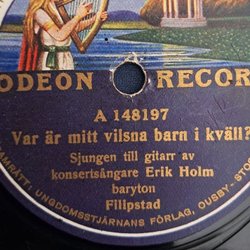 ODEON RECOR
A 148197
Var är mitt vilsna barn i kväll?
Sjungen till gitarr av
konsertsångare Erik Holm
baryton
Filipstad
AMRÄTT: UNGDOMSSTJÄRNANS FÖRLAG, OUSBY-STO